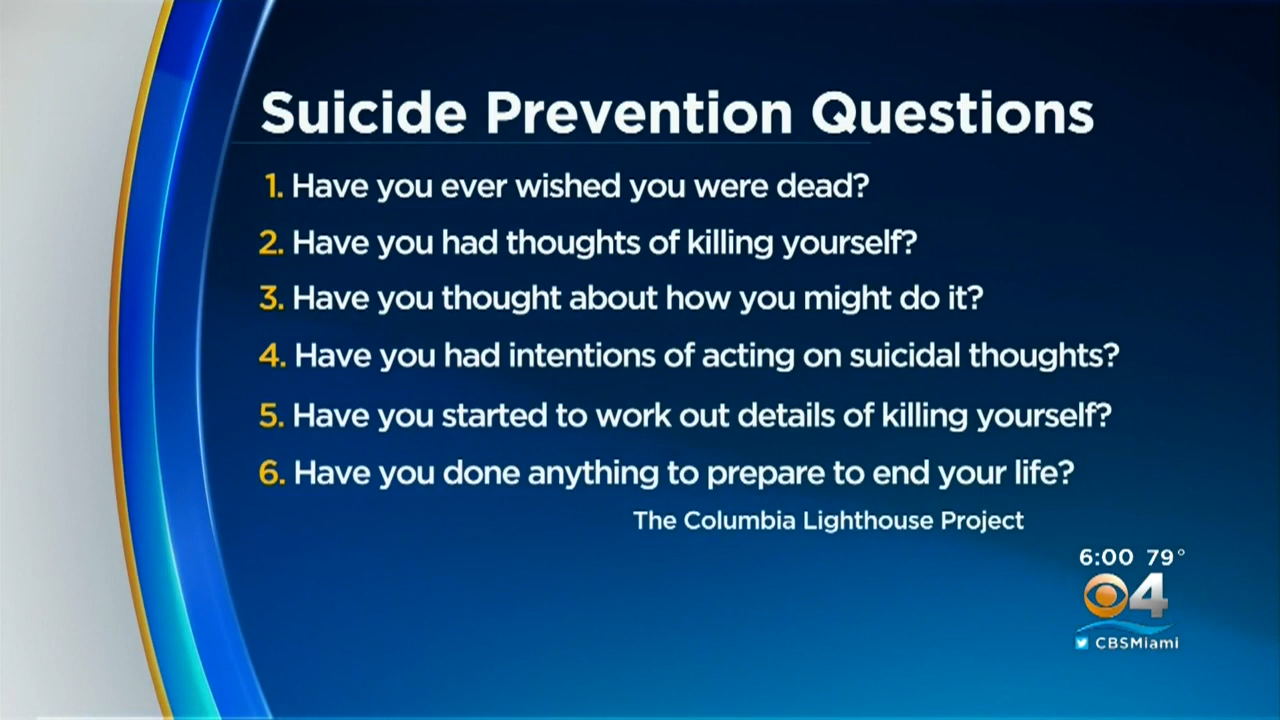 Suicide Prevention Questions
1. Have you ever wished you were dead?
2. Have you had thoughts of killing yourself?
3. Have you thought about how you might do it?
4. Have you had intentions of acting on suicidal thoughts?
5. Have you started to work out details of killing yourself?
6. Have you done anything to prepare to end your life?
The Columbia Lighthouse Project
6:00 79°
4
CBSMiami